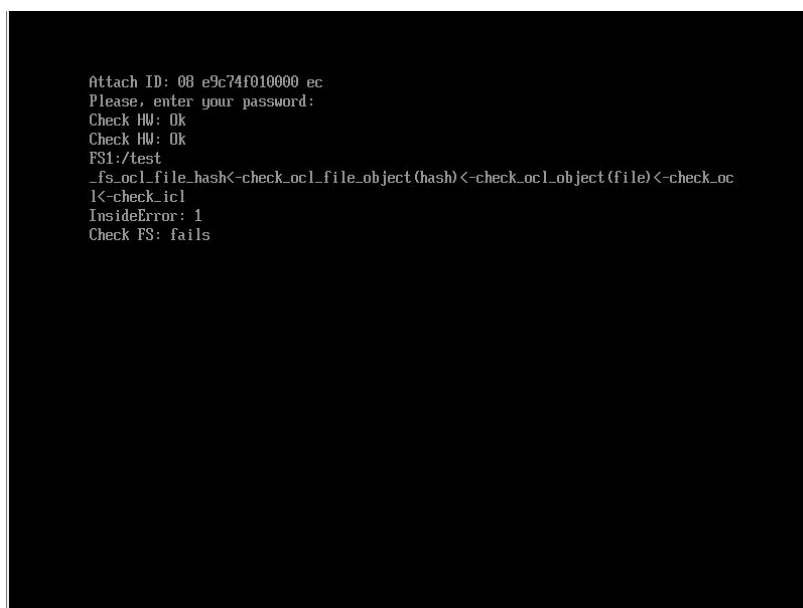 Attach ID: 08 e9c74f010000 ec
Please, enter your password:
Check HW: Ok
Check HW: Ok
FS1:/test
_fs_ocl_file_hash<-check_ocl_file_object(hash)<-check_ocl_object(file)<-check_oc
l<-check_icl
InsideError: 1
Check FS: fails